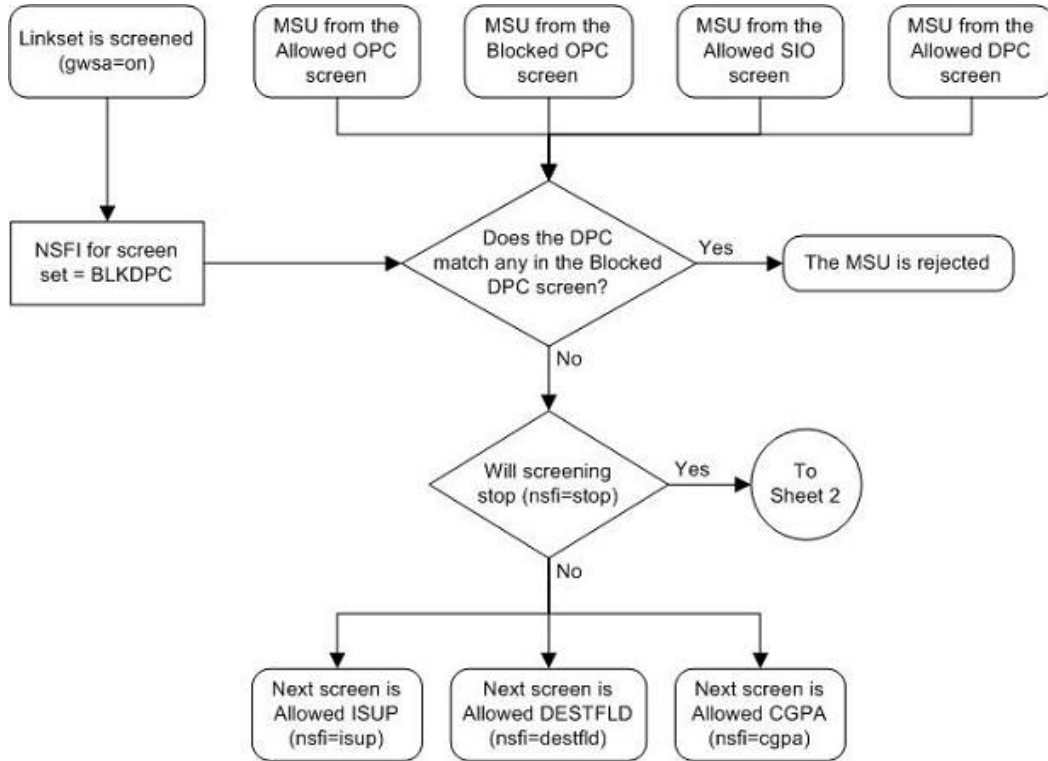 Linkset is screened
(gwsa=on)
MSU from the
Allowed OPC
screen
MSU from the
Blocked OPC
screen
MSU from the
Allowed SIO
screen
MSU from the
Allowed DPC
screen
NSFI for screen
set = BLKDPC
Does the DPC
match any in the Blocked
DPC screen?
Yes
The MSU is rejected
No
Will screening
stop (nsfi=stop)
Yes
To
Sheet 2
No
Next screen is
Allowed ISUP
(nsfi=isup)
Next screen is
Allowed DESTFLD
(nsfi=destfld)
Next screen is
Allowed CGPA
(nsfi=cgpa)